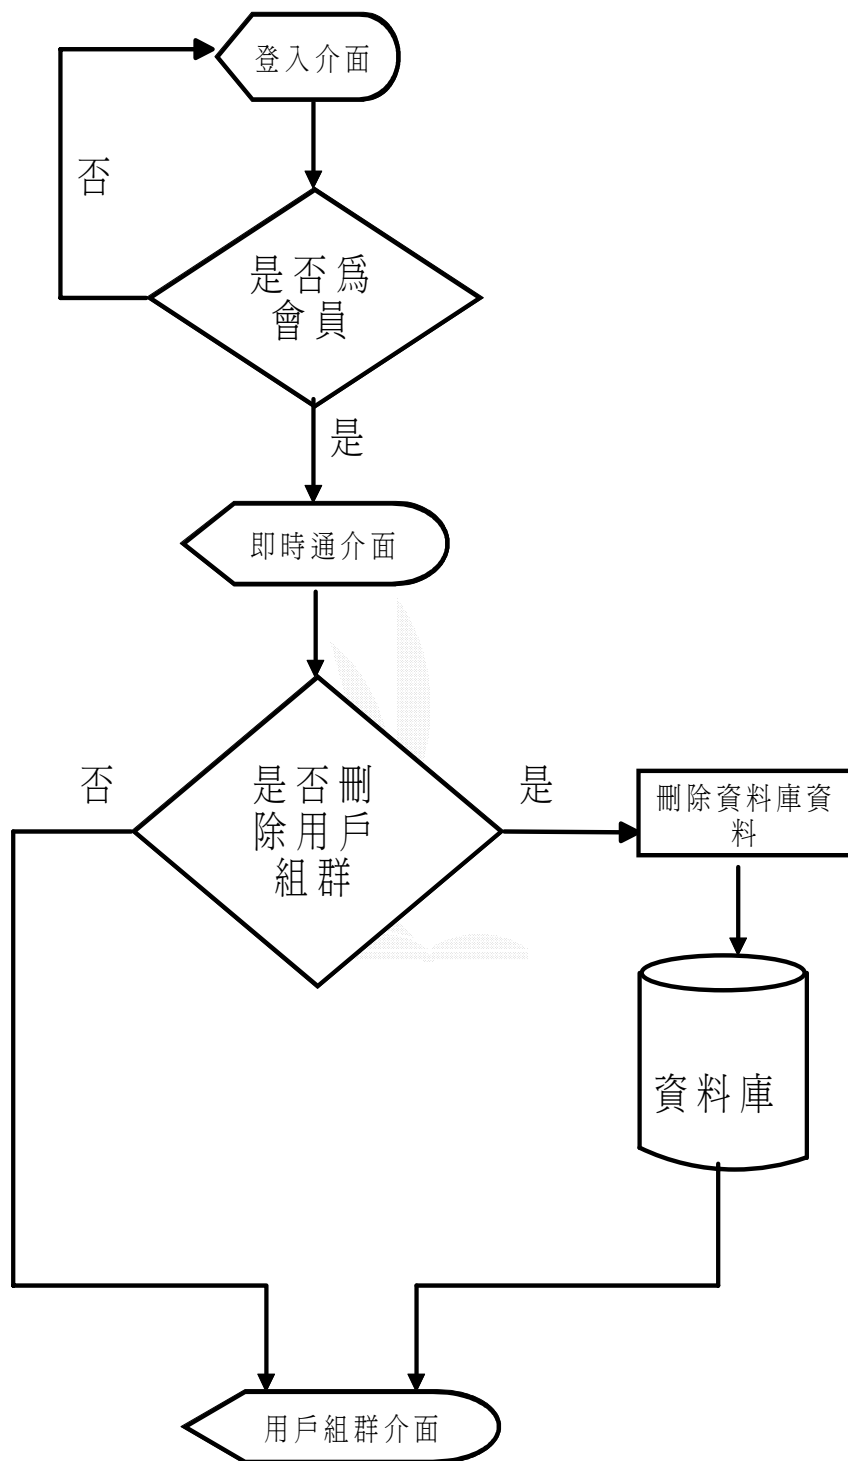 登入介面
否
是否爲
會員
是
即時通介面
否
是否刪
除用戶
組群
是
刪除資料庫資
料
資料庫
用戶組群介面